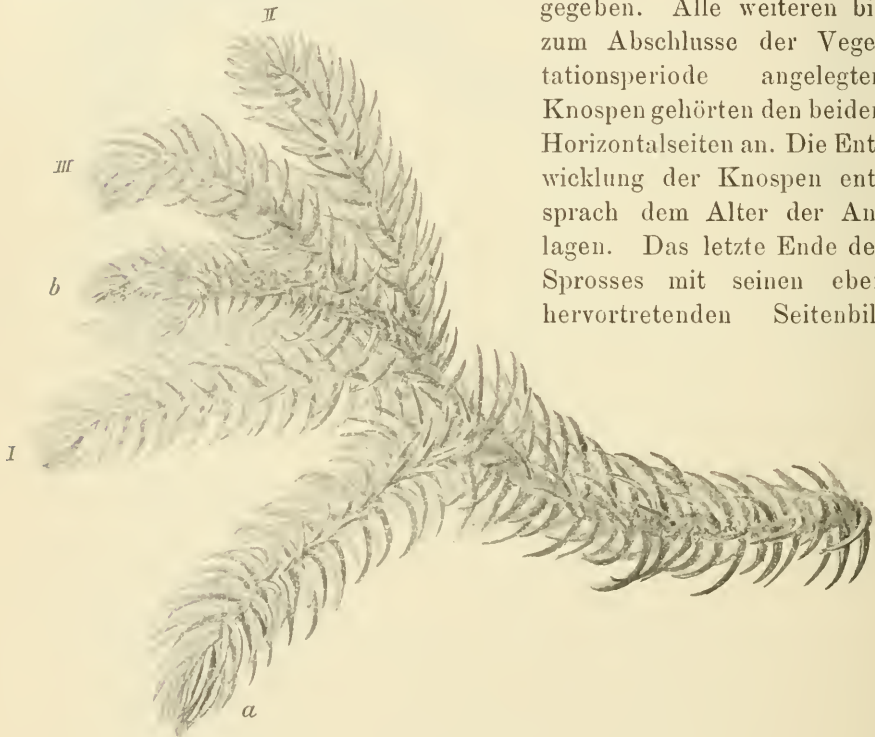 gegeben. Alle weiteren bi
zum Abschlusse der Vege
tationsperiode angelegter
Knospen gehörten den beider
Horizontalseiten an. Die Ent
wicklung der Knospen ent
sprach dem Alter der An
lagen. Das letzte Ende de
Sprosses mit seinen eber
hervortretenden Seitenbil
II
III
b
I
a